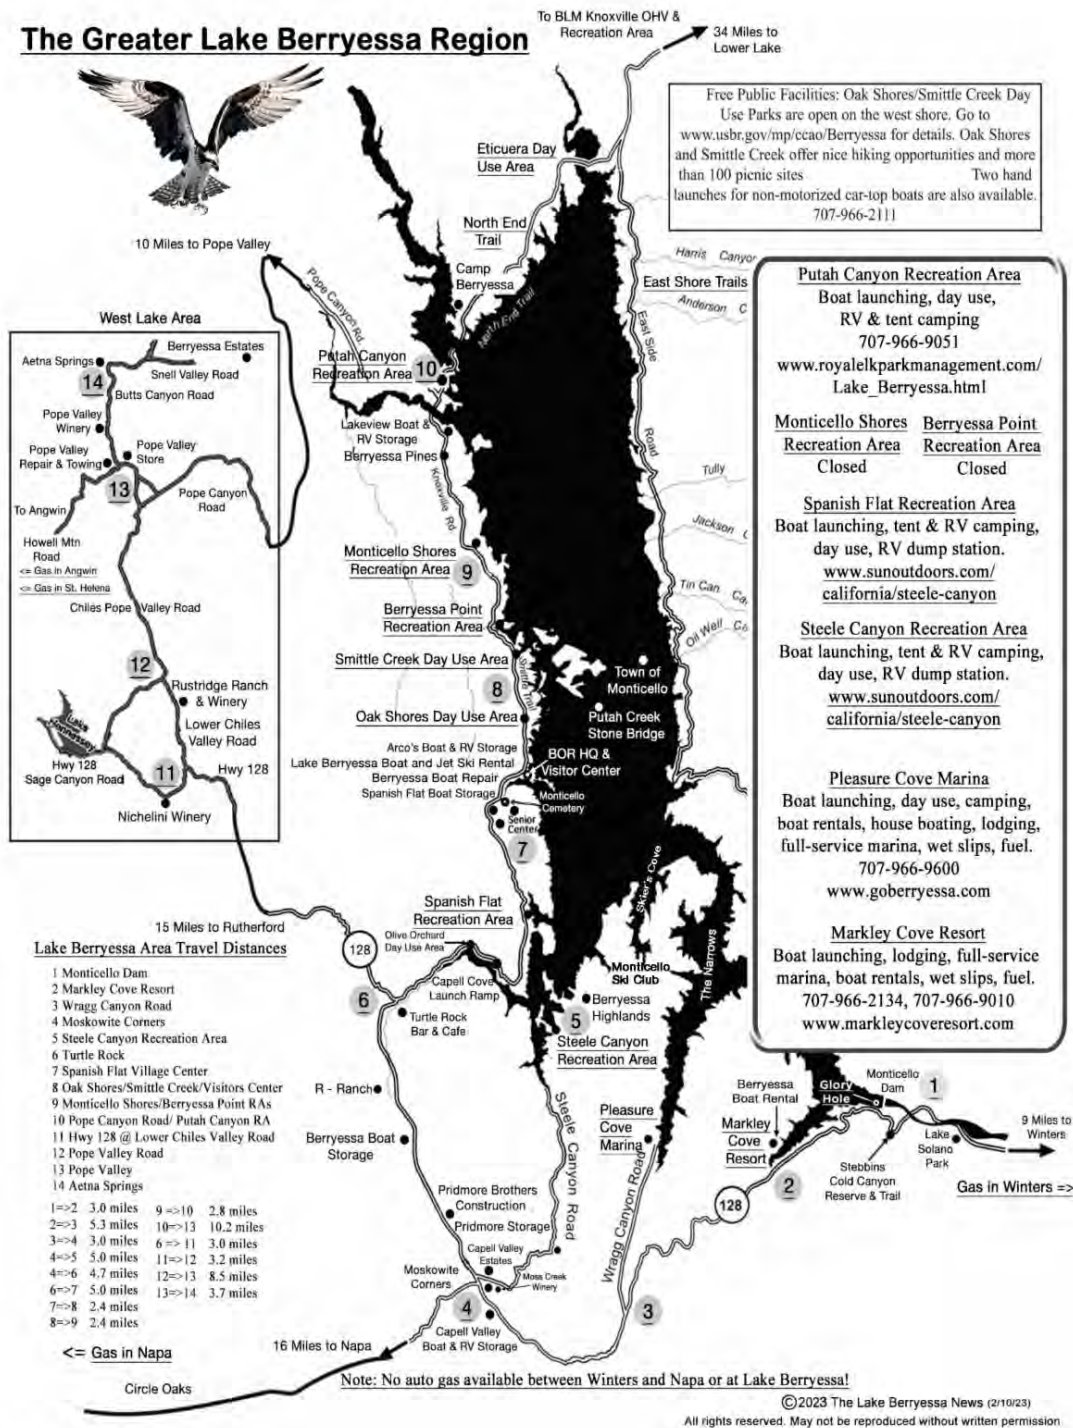 The Greater Lake Berryessa Region
To BLM Knoxville OHV &
Recreation Area
34 Miles to
Lower Lake
Free Public Facilities: Oak Shores/Smittle Creek Day
Use Parks are open on the west shore. Go to
www.usbr.gov/mp/ccao/Berryessa for details. Oak Shores
and Smittle Creek offer nice hiking opportunities and more
than 100 picnic sites Two hand
launches for non-motorized car-top boats are also available.
707-966-2111
Eticuera Day
Use Area
North End
Trail
Camp
Berryessa
North End Trail
10 Miles to Pope Valley
Pope Canyon Rd.
Putah Canyon
Recreation Area
10
Harris Canyon
East Shore Trails
Anderson C
East Side
Road
Tully
Jackson C
Tin Can Ca
Oil Well Ca
West Lake Area
Berryessa Estates
Aetna Springs
Snell Valley Road
14
Butts Canyon Road
Pope Valley
Winery
Pope Valley
Repair & Towing
Pope Valley
Store
13
Pope Canyon
Road
To Angwin
Howell Mtn
Road
<= Gas in Angwin
<= Gas in St. Helena
Chiles Pope Valley Road
12
Rustridge Ranch
& Winery
Lake
Hennessey
Lower Chiles
Valley Road
Hwy 128
Sage Canyon Road
11
Hwy 128
Nichelini Winery
Lakeview Boat &
RV Storage
Berryessa Pines
Knoxville Rd.
Monticello Shores
Recreation Area
9
Berryessa Point
Recreation Area
Smittle Creek Day Use Area
Smittle Trail
8
Oak Shores Day Use Area
Town of
Monticello
Putah Creek
Stone Bridge
Arco's Boat & RV Storage
Lake Berryessa Boat and Jet Ski Rental
Berryessa Boat Repair
Spanish Flat Boat Storage
BOR HQ &
Visitor Center
Monticello
Cemetery
Senior
Center
7
Skier's Cove
The Narrows
Monticello
Ski Club
Spanish Flat
Recreation Area
Olive Orchard
Day Use Area
15 Miles to Rutherford
128
6
Capell Cove
Launch Ramp
Turtle Rock
Bar & Cafe
Berryessa
Highlands
5
Steele Canyon
Recreation Area
R - Ranch
Berryessa Boat
Storage
Steele Canyon Road
Pleasure
Cove
Marina
Wragg Canyon Road
Pridmore Brothers
Construction
Pridmore Storage
Capell Valley
Estates
Moss Creek
Winery
Moskowite
Corners
4
Capell Valley
Boat & RV Storage
3
Putah Canyon Recreation Area
Boat launching, day use,
RV & tent camping
707-966-9051
www.royalelkparkmanagement.com/
Lake_Berryessa.html
Monticello Shores
Recreation Area
Closed
Berryessa Point
Recreation Area
Closed
Spanish Flat Recreation Area
Boat launching, tent & RV camping,
day use, RV dump station.
www.sunoutdoors.com/
california/steele-canyon
Steele Canyon Recreation Area
Boat launching, tent & RV camping,
day use, RV dump station.
www.sunoutdoors.com/
california/steele-canyon
Pleasure Cove Marina
Boat launching, day use, camping,
boat rentals, house boating, lodging,
full-service marina, wet slips, fuel.
707-966-9600
www.goberryessa.com
Markley Cove Resort
Boat launching, lodging, full-service
marina, boat rentals, wet slips, fuel.
707-966-2134, 707-966-9010
www.markleycoveresort.com
Berryessa
Boat Rental
Glory
Hole
Monticello
Dam
1
Markley
Cove
Resort
2
128
Stebbins
Cold Canyon
Reserve & Trail
Lake
Solano
Park
9 Miles to
Winters
Gas in Winters =>
Lake Berryessa Area Travel Distances
1 Monticello Dam
2 Markley Cove Resort
3 Wragg Canyon Road
4 Moskowite Corners
5 Steele Canyon Recreation Area
6 Turtle Rock
7 Spanish Flat Village Center
8 Oak Shores/Smittle Creek/Visitors Center
9 Monticello Shores/Berryessa Point RAs
10 Pope Canyon Road/ Putah Canyon RA
11 Hwy 128 @ Lower Chiles Valley Road
12 Pope Valley Road
13 Pope Valley
14 Aetna Springs
1=>2 3.0 miles 9 =>10 2.8 miles
2=>3 5.3 miles 10=>13 10.2 miles
3=>4 3.0 miles 6 => 11 3.0 miles
4=>5 5.0 miles 11=>12 3.2 miles
4=>6 4.7 miles 12=>13 8.5 miles
6=>7 5.0 miles 13=>14 3.7 miles
7=>8 2.4 miles
8=>9 2.4 miles
<= Gas in Napa
16 Miles to Napa
Circle Oaks
Note: No auto gas available between Winters and Napa or at Lake Berryessa!
©2023 The Lake Berryessa News (2/10/23)
All rights reserved. May not be reproduced without written permission